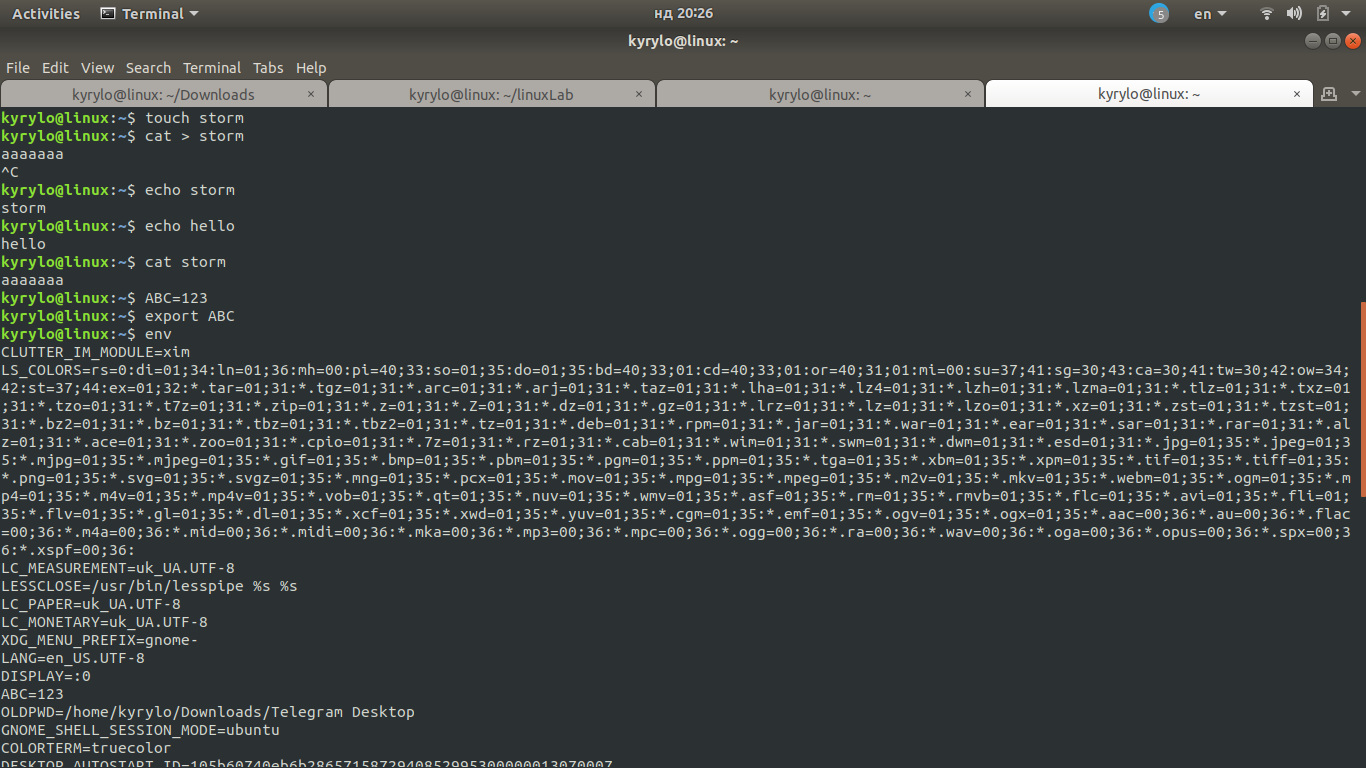 Activities Terminal нд 20:26 5 en
kyrylo@linux: ~
File Edit View Search Terminal Tabs Help
kyrylo@linux: ~/Downloads × kyrylo@linux: ~/linuxLab × kyrylo@linux: ~ × kyrylo@linux: ~ ×
kyrylo@linux:~$ touch storm
kyrylo@linux:~$ cat > storm
aaaaaaa
^C
kyrylo@linux:~$ echo storm
storm
kyrylo@linux:~$ echo hello
hello
kyrylo@linux:~$ cat storm
aaaaaaa
kyrylo@linux:~$ ABC=123
kyrylo@linux:~$ export ABC
kyrylo@linux:~$ env
CLUTTER_IM_MODULE=xim
LS_COLORS=rs=0:di=01;34:ln=01;36:mh=00:pi=40;33:so=01;35:do=01;35:bd=40;33;01:cd=40;33;01:or=40;31;01:mi=00:su=37;41:sg=30;43:ca=30;41:tw=30;42:ow=34;
42:st=37;44:ex=01;32:*.tar=01;31:*.tgz=01;31:*.arc=01;31:*.arj=01;31:*.taz=01;31:*.lha=01;31:*.lz4=01;31:*.lzh=01;31:*.lzma=01;31:*.tlz=01;31:*.txz=01
;31:*.tzo=01;31:*.t7z=01;31:*.zip=01;31:*.z=01;31:*.Z=01;31:*.dz=01;31:*.gz=01;31:*.lrz=01;31:*.lz=01;31:*.lzo=01;31:*.xz=01;31:*.zst=01;31:*.tzst=01;
31:*.bz2=01;31:*.bz=01;31:*.tbz=01;31:*.tbz2=01;31:*.tz=01;31:*.deb=01;31:*.rpm=01;31:*.jar=01;31:*.war=01;31:*.ear=01;31:*.sar=01;31:*.rar=01;31:*.al
z=01;31:*.ace=01;31:*.zoo=01;31:*.cpio=01;31:*.7z=01;31:*.rz=01;31:*.cab=01;31:*.wim=01;31:*.swm=01;31:*.dwm=01;31:*.esd=01;31:*.jpg=01;35:*.jpeg=01;3
5:*.mjpg=01;35:*.mjpeg=01;35:*.gif=01;35:*.bmp=01;35:*.pbm=01;35:*.pgm=01;35:*.ppm=01;35:*.tga=01;35:*.xbm=01;35:*.xpm=01;35:*.tif=01;35:*.tiff=01;35:
*.png=01;35:*.svg=01;35:*.svgz=01;35:*.mng=01;35:*.pcx=01;35:*.mov=01;35:*.mpg=01;35:*.mpeg=01;35:*.m2v=01;35:*.mkv=01;35:*.webm=01;35:*.ogm=01;35:*.m
p4=01;35:*.m4v=01;35:*.mp4v=01;35:*.vob=01;35:*.qt=01;35:*.nuv=01;35:*.wmv=01;35:*.asf=01;35:*.rm=01;35:*.rmvb=01;35:*.flc=01;35:*.avi=01;35:*.fli=01;
35:*.flv=01;35:*.gl=01;35:*.dl=01;35:*.xcf=01;35:*.xwd=01;35:*.yuv=01;35:*.cgm=01;35:*.emf=01;35:*.ogv=01;35:*.ogx=01;35:*.aac=00;36:*.au=00;36:*.flac
=00;36:*.m4a=00;36:*.mid=00;36:*.midi=00;36:*.mka=00;36:*.mp3=00;36:*.mpc=00;36:*.ogg=00;36:*.ra=00;36:*.wav=00;36:*.oga=00;36:*.opus=00;36:*.spx=00;3
6:*.xspf=00;36:
LC_MEASUREMENT=uk_UA.UTF-8
LESSCLOSE=/usr/bin/lesspipe %s %s
LC_PAPER=uk_UA.UTF-8
LC_MONETARY=uk_UA.UTF-8
XDG_MENU_PREFIX=gnome-
LANG=en_US.UTF-8
DISPLAY=:0
ABC=123
OLDPWD=/home/kyrylo/Downloads/Telegram Desktop
GNOME_SHELL_SESSION_MODE=ubuntu
COLORTERM=truecolor